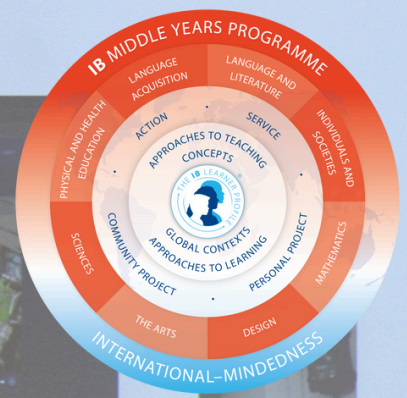 IB MIDDLE YEARS PROGRAMME
LANGUAGE
ACQUISITION
LANGUAGE AND
LITERATURE
PHYSICAL AND HEALTH
EDUCATION
INDIVIDUALS AND
SOCIETIES
SCIENCES
MATHEMATICS
THE ARTS
DESIGN
ACTION
SERVICE
COMMUNITY PROJECT
PERSONAL PROJECT
APPROACHES TO TEACHING
CONCEPTS
THE IB LEARNER PROFILE
GLOBAL CONTEXTS
APPROACHES TO LEARNING
INTERNATIONAL–MINDEDNESS